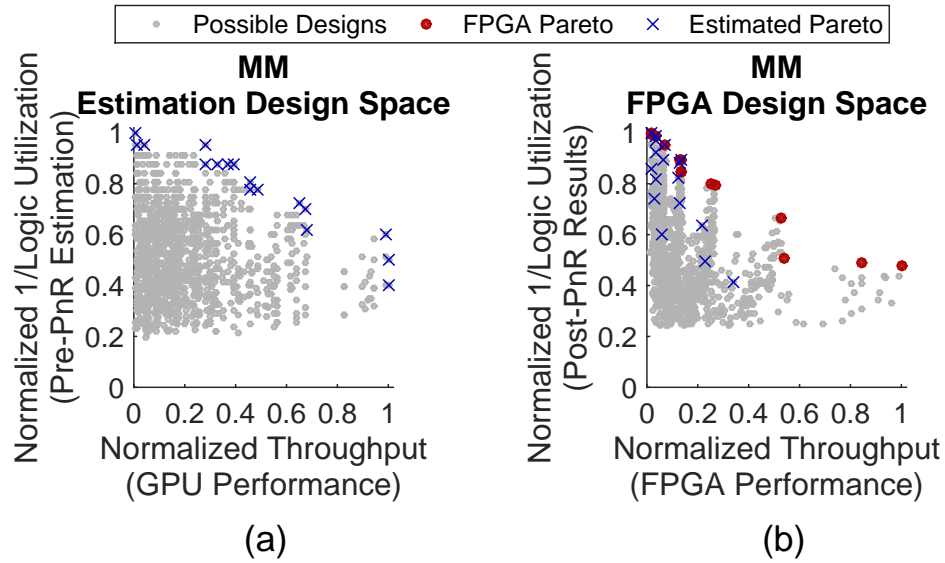 Possible Designs FPGA Pareto Estimated Pareto
MM
Estimation Design Space
Normalized 1/Logic Utilization
(Pre-PnR Estimation)
1
0.8
0.6
0.4
0.2
0
0 0.2 0.4 0.6 0.8 1
Normalized Throughput
(GPU Performance)
(a)
MM
FPGA Design Space
Normalized 1/Logic Utilization
(Post-PnR Results)
1
0.8
0.6
0.4
0.2
0
0 0.2 0.4 0.6 0.8 1
Normalized Throughput
(FPGA Performance)
(b)